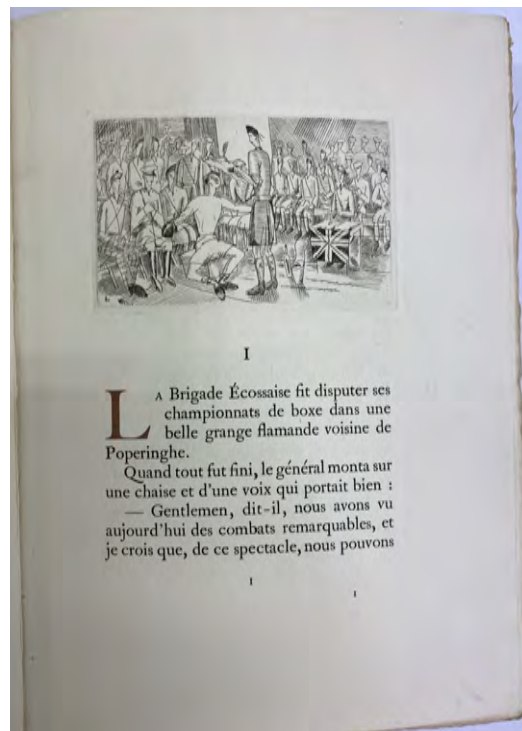 I
LA Brigade Écossaise fit disputer ses
championnats de boxe dans une
belle grange flamande voisine de
Poperinghe.
Quand tout fut fini, le général monta sur
une chaise et d'une voix qui portait bien :
— Gentlemen, dit-il, nous avons vu
aujourd'hui des combats remarquables, et
je crois que, de ce spectacle, nous pouvons
I
I